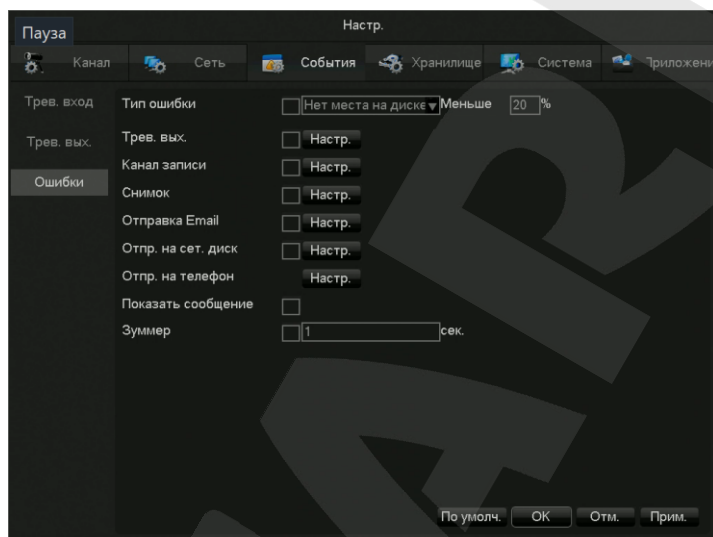 Пауза
Настр.
Канал Сеть События Хранилище Система Приложени
Трев. вход
Трев. вых.
Ошибки
Тип ошибки Нет места на диске Меньше 20 %
Трев. вых. Настр.
Канал записи Настр.
Снимок Настр.
Отправка Email Настр.
Отпр. на сет. диск Настр.
Отпр. на телефон Настр.
Показать сообщение
Зуммер 1 сек.
По умолч. OK Отм. Прим.